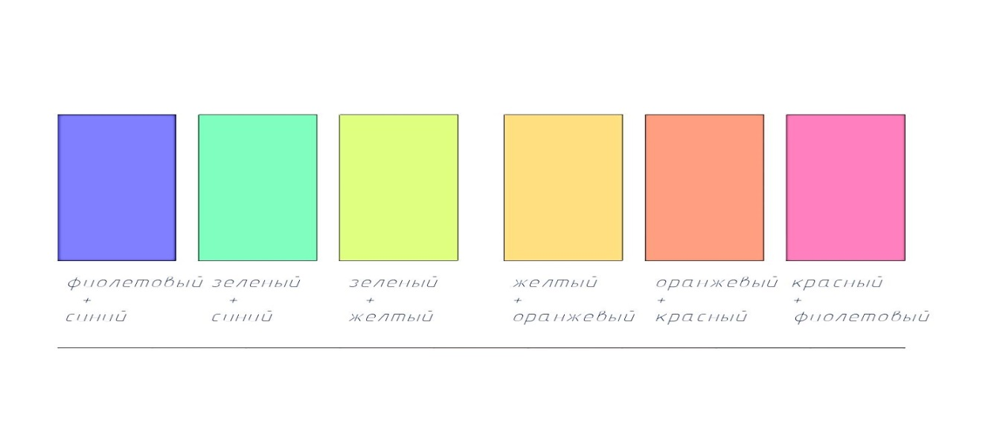 фиолетовый
+
синий
зеленый
+
синий
зеленый
+
желтый
желтый
+
оранжевый
оранжевый
+
красный
красный
+
фиолетовый